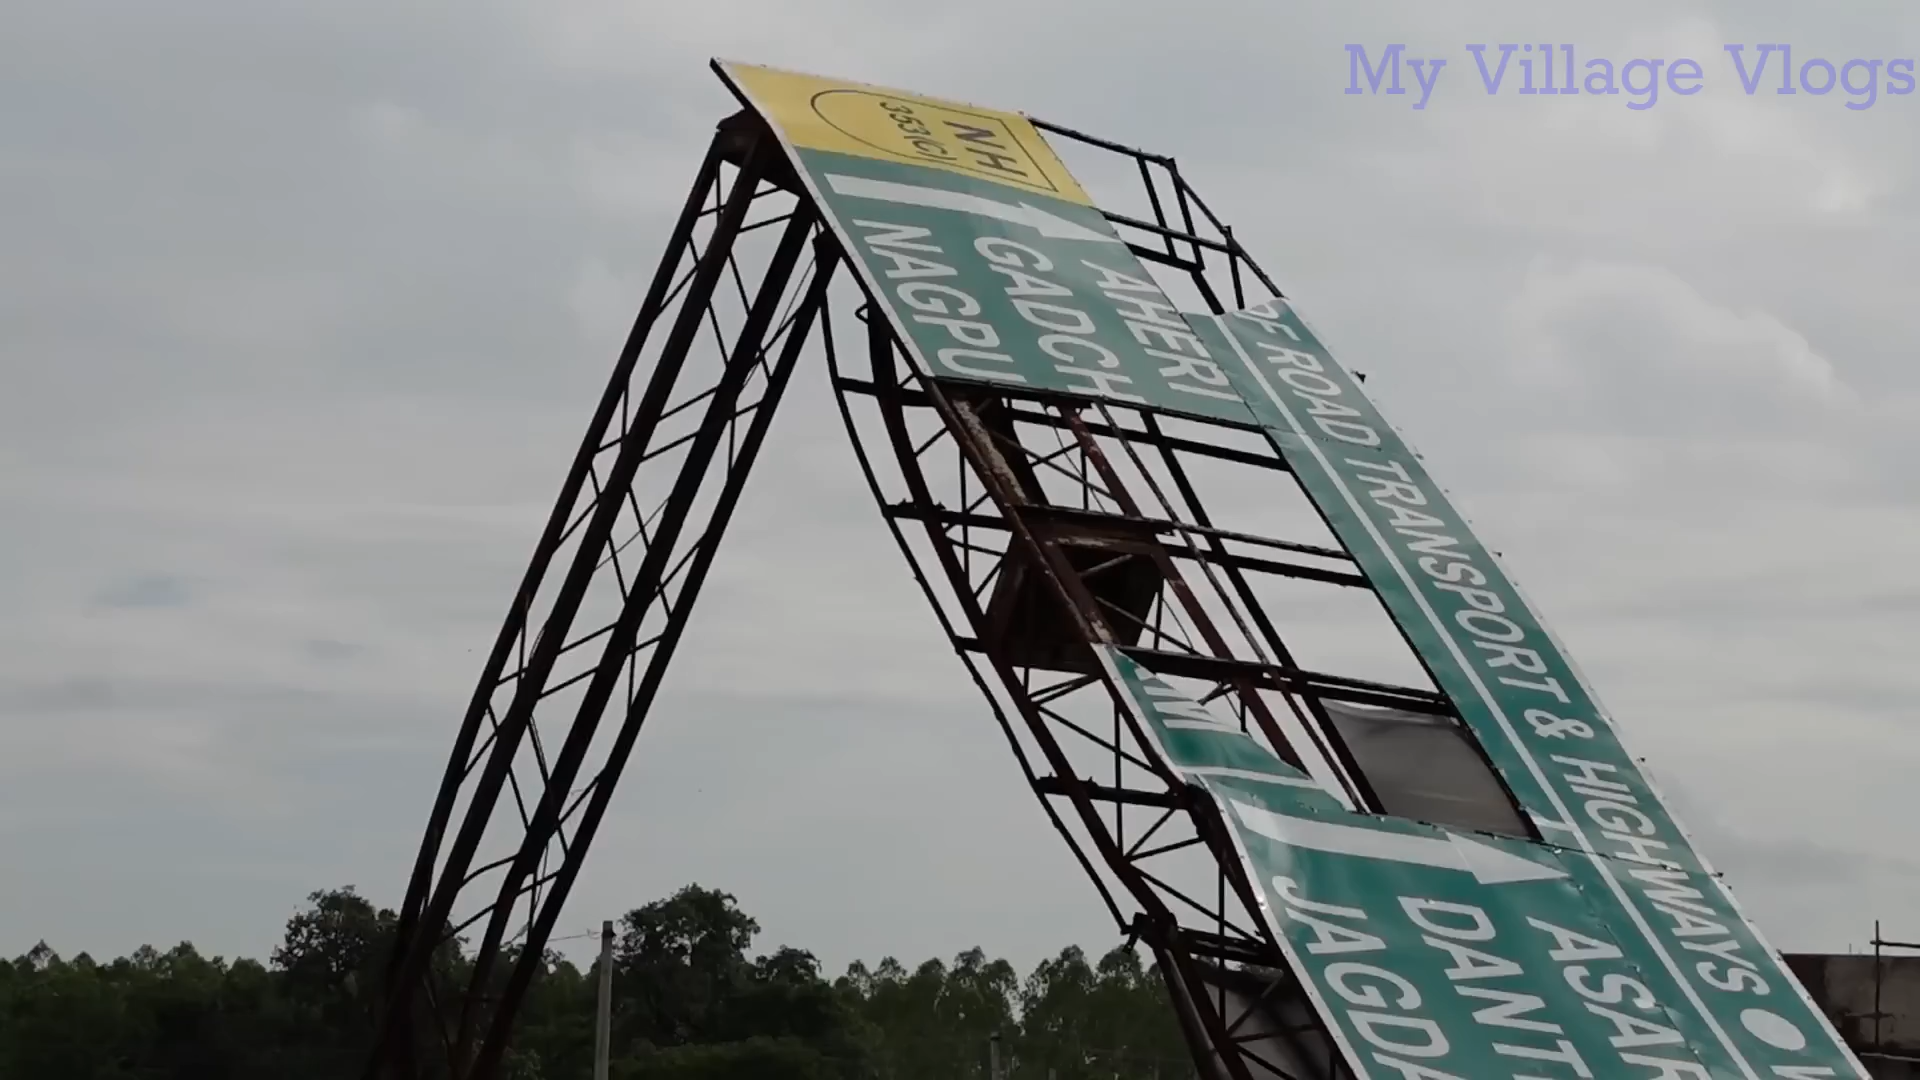 My Village Vlogs
NH
353(C)
AHERI
GADCH
NAGPU
OF ROAD TRANSPORT & HIGHWAYS
ASAR
DANT
JAGDA